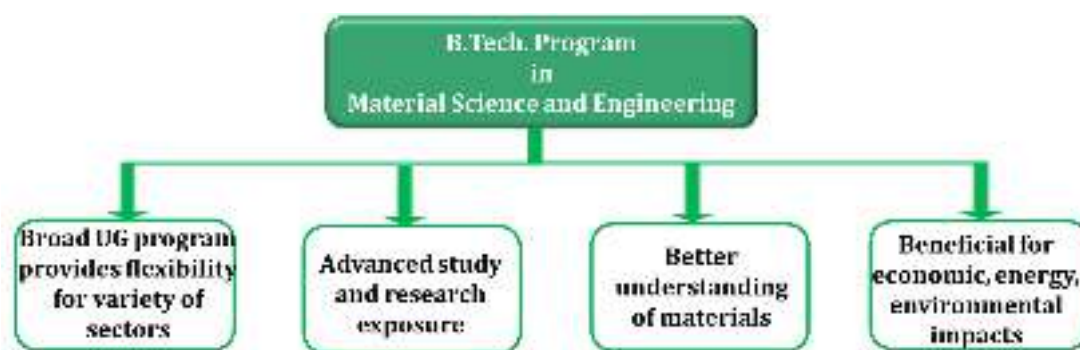 B.Tech. Program
in
Material Science and Engineering
Broad UG program
provides flexibility
for variety of
sectors
Advanced study
and research
exposure
Better
understanding
of materials
Beneficial for
economic, energy,
environmental
impacts